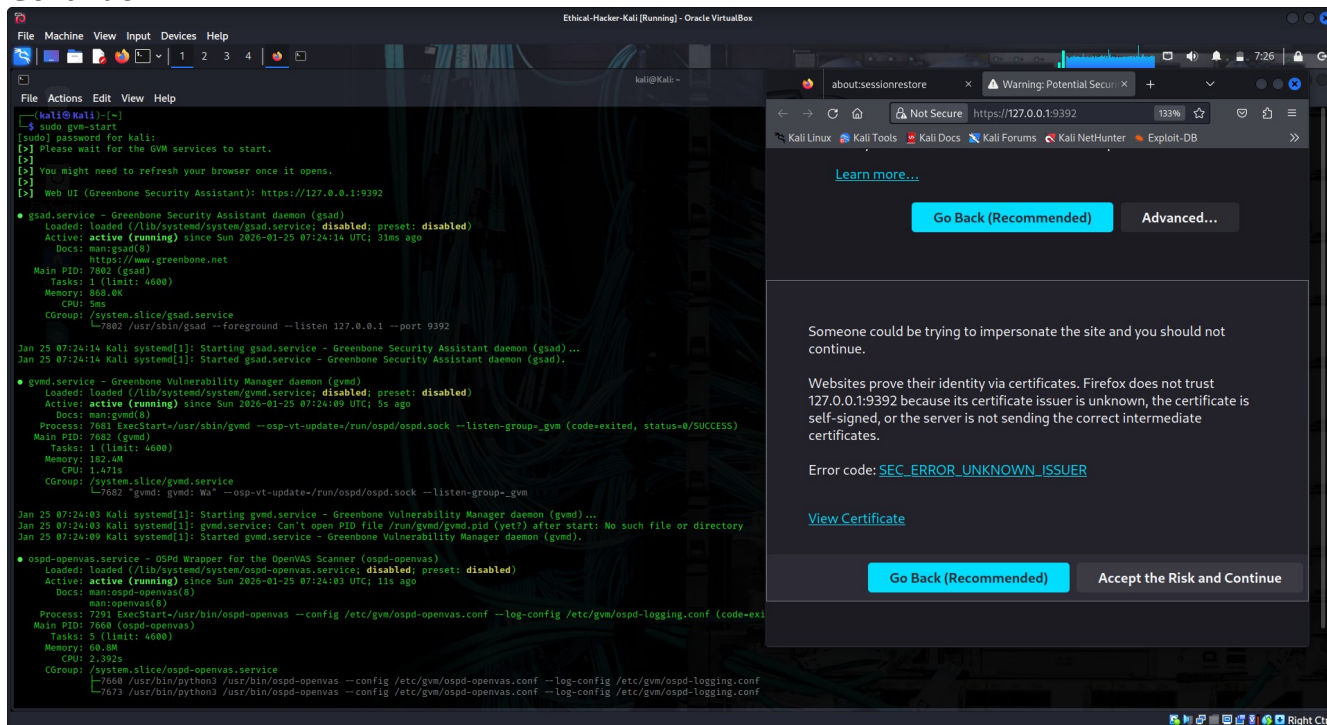 Ethical-Hacker-Kali [Running] - Oracle VirtualBox
File Machine View Input Devices Help
1 2 3 4
7:26
kali@Kali: ~
File Actions Edit View Help
┌──(kali㉿Kali)-[~]
└─$ sudo gvm-start
[sudo] password for kali:
[>] Please wait for the GVM services to start.
[>]
[>] You might need to refresh your browser once it opens.
[>]
[>] Web UI (Greenbone Security Assistant): https://127.0.0.1:9392
● gsad.service - Greenbone Security Assistant daemon (gsad)
Loaded: loaded (/lib/systemd/system/gsad.service; disabled; preset: disabled)
Active: active (running) since Sun 2026-01-25 07:24:14 UTC; 31ms ago
Docs: man:gsad(8)
https://www.greenbone.net
Main PID: 7802 (gsad)
Tasks: 1 (limit: 4600)
Memory: 868.0K
CPU: 5ms
CGroup: /system.slice/gsad.service
└─7802 /usr/sbin/gsad --foreground --listen 127.0.0.1 --port 9392
Jan 25 07:24:14 Kali systemd[1]: Starting gsad.service - Greenbone Security Assistant daemon (gsad)...
Jan 25 07:24:14 Kali systemd[1]: Started gsad.service - Greenbone Security Assistant daemon (gsad).
● gvmd.service - Greenbone Vulnerability Manager daemon (gvmd)
Loaded: loaded (/lib/systemd/system/gvmd.service; disabled; preset: disabled)
Active: active (running) since Sun 2026-01-25 07:24:09 UTC; 5s ago
Docs: man:gvmd(8)
Process: 7681 ExecStart=/usr/sbin/gvmd --osp-vt-update=/run/ospd/ospd.sock --listen-group=_gvm (code=exited, status=0/SUCCESS)
Main PID: 7682 (gvmd)
Tasks: 1 (limit: 4600)
Memory: 182.4M
CPU: 1.471s
CGroup: /system.slice/gvmd.service
└─7682 "gvmd: gvmd: Wa" --osp-vt-update=/run/ospd/ospd.sock --listen-group=_gvm
Jan 25 07:24:03 Kali systemd[1]: Starting gvmd.service - Greenbone Vulnerability Manager daemon (gvmd)...
Jan 25 07:24:03 Kali systemd[1]: gvmd.service: Can't open PID file /run/gvmd/gvmd.pid (yet?) after start: No such file or directory
Jan 25 07:24:09 Kali systemd[1]: Started gvmd.service - Greenbone Vulnerability Manager daemon (gvmd).
● ospd-openvas.service - OSPd Wrapper for the OpenVAS Scanner (ospd-openvas)
Loaded: loaded (/lib/systemd/system/ospd-openvas.service; disabled; preset: disabled)
Active: active (running) since Sun 2026-01-25 07:24:03 UTC; 11s ago
Docs: man:ospd-openvas(8)
man:openvas(8)
Process: 7291 ExecStart=/usr/bin/ospd-openvas --config /etc/gvm/ospd-openvas.conf --log-config /etc/gvm/ospd-logging.conf (code=exi
Main PID: 7660 (ospd-openvas)
Tasks: 5 (limit: 4600)
Memory: 60.8M
CPU: 2.392s
CGroup: /system.slice/ospd-openvas.service
├─7660 /usr/bin/python3 /usr/bin/ospd-openvas --config /etc/gvm/ospd-openvas.conf --log-config /etc/gvm/ospd-logging.conf
└─7673 /usr/bin/python3 /usr/bin/ospd-openvas --config /etc/gvm/ospd-openvas.conf --log-config /etc/gvm/ospd-logging.conf
about:sessionrestore
Warning: Potential Securi
Not Secure https://127.0.0.1:9392 133%
Kali Linux Kali Tools Kali Docs Kali Forums Kali NetHunter Exploit-DB
Learn more…
Go Back (Recommended) Advanced...
Someone could be trying to impersonate the site and you should not
continue.
Websites prove their identity via certificates. Firefox does not trust
127.0.0.1:9392 because its certificate issuer is unknown, the certificate is
self-signed, or the server is not sending the correct intermediate
certificates.
Error code: SEC_ERROR_UNKNOWN_ISSUER
View Certificate
Go Back (Recommended) Accept the Risk and Continue
Right Ctrl